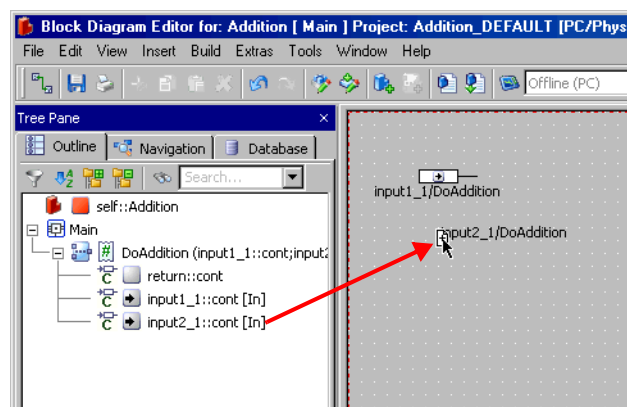 Block Diagram Editor for: Addition [ Main ] Project: Addition_DEFAULT [PC/Phys
File Edit View Insert Build Extras Tools Window Help
Offline (PC)
Tree Pane
Outline Navigation Database
Search...
self::Addition
Main
DoAddition (input1_1::cont;input2
return::cont
input1_1::cont [In]
input2_1::cont [In]
input1_1/DoAddition
input2_1/DoAddition